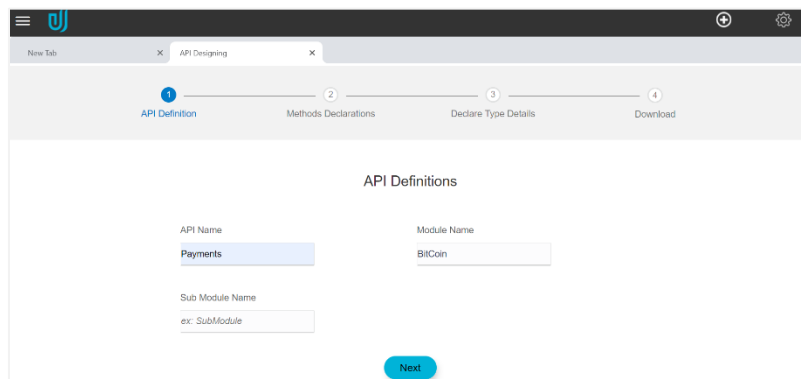 New Tab
API Designing
1
2
3
4
API Definition
Methods Declarations
Declare Type Details
Download
API Definitions
API Name
Module Name
Payments
BitCoin
Sub Module Name
ex: SubModule
Next